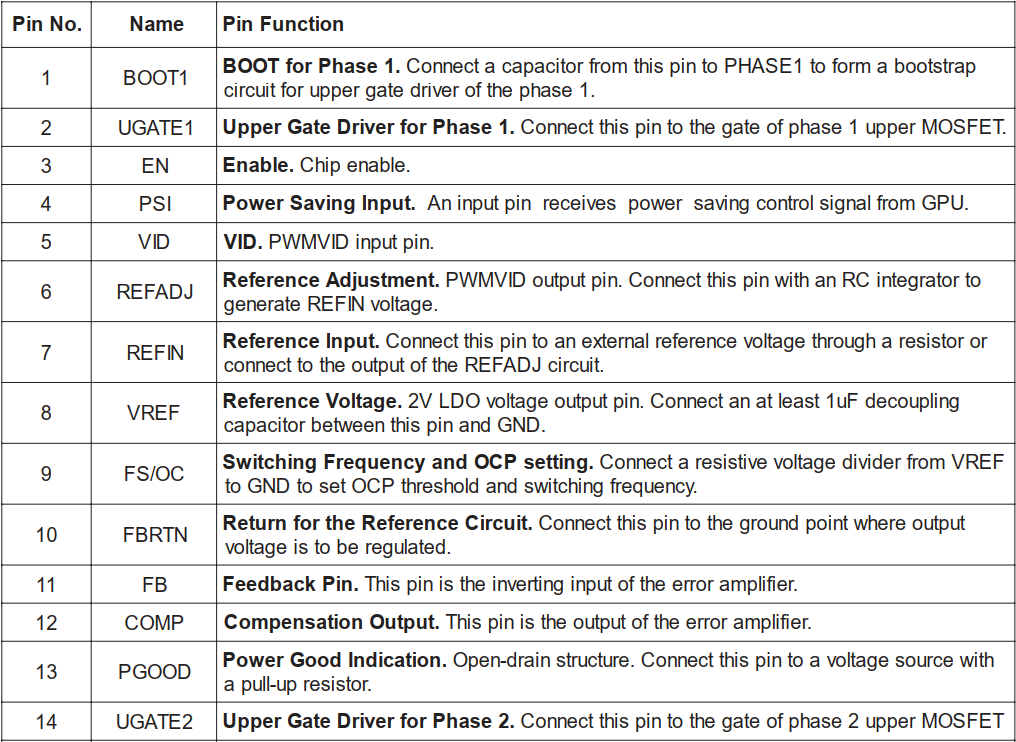 Pin No. Name Pin Function
1 BOOT1 BOOT for Phase 1. Connect a capacitor from this pin to PHASE1 to form a bootstrap
circuit for upper gate driver of the phase 1.
2 UGATE1 Upper Gate Driver for Phase 1. Connect this pin to the gate of phase 1 upper MOSFET.
3 EN Enable. Chip enable.
4 PSI Power Saving Input. An input pin receives power saving control signal from GPU.
5 VID VID. PWMVID input pin.
6 REFADJ Reference Adjustment. PWMVID output pin. Connect this pin with an RC integrator to
generate REFIN voltage.
7 REFIN Reference Input. Connect this pin to an external reference voltage through a resistor or
connect to the output of the REFADJ circuit.
8 VREF Reference Voltage. 2V LDO voltage output pin. Connect an at least 1uF decoupling
capacitor between this pin and GND.
9 FS/OC Switching Frequency and OCP setting. Connect a resistive voltage divider from VREF
to GND to set OCP threshold and switching frequency.
10 FBRTN Return for the Reference Circuit. Connect this pin to the ground point where output
voltage is to be regulated.
11 FB Feedback Pin. This pin is the inverting input of the error amplifier.
12 COMP Compensation Output. This pin is the output of the error amplifier.
13 PGOOD Power Good Indication. Open-drain structure. Connect this pin to a voltage source with
a pull-up resistor.
14 UGATE2 Upper Gate Driver for Phase 2. Connect this pin to the gate of phase 2 upper MOSFET